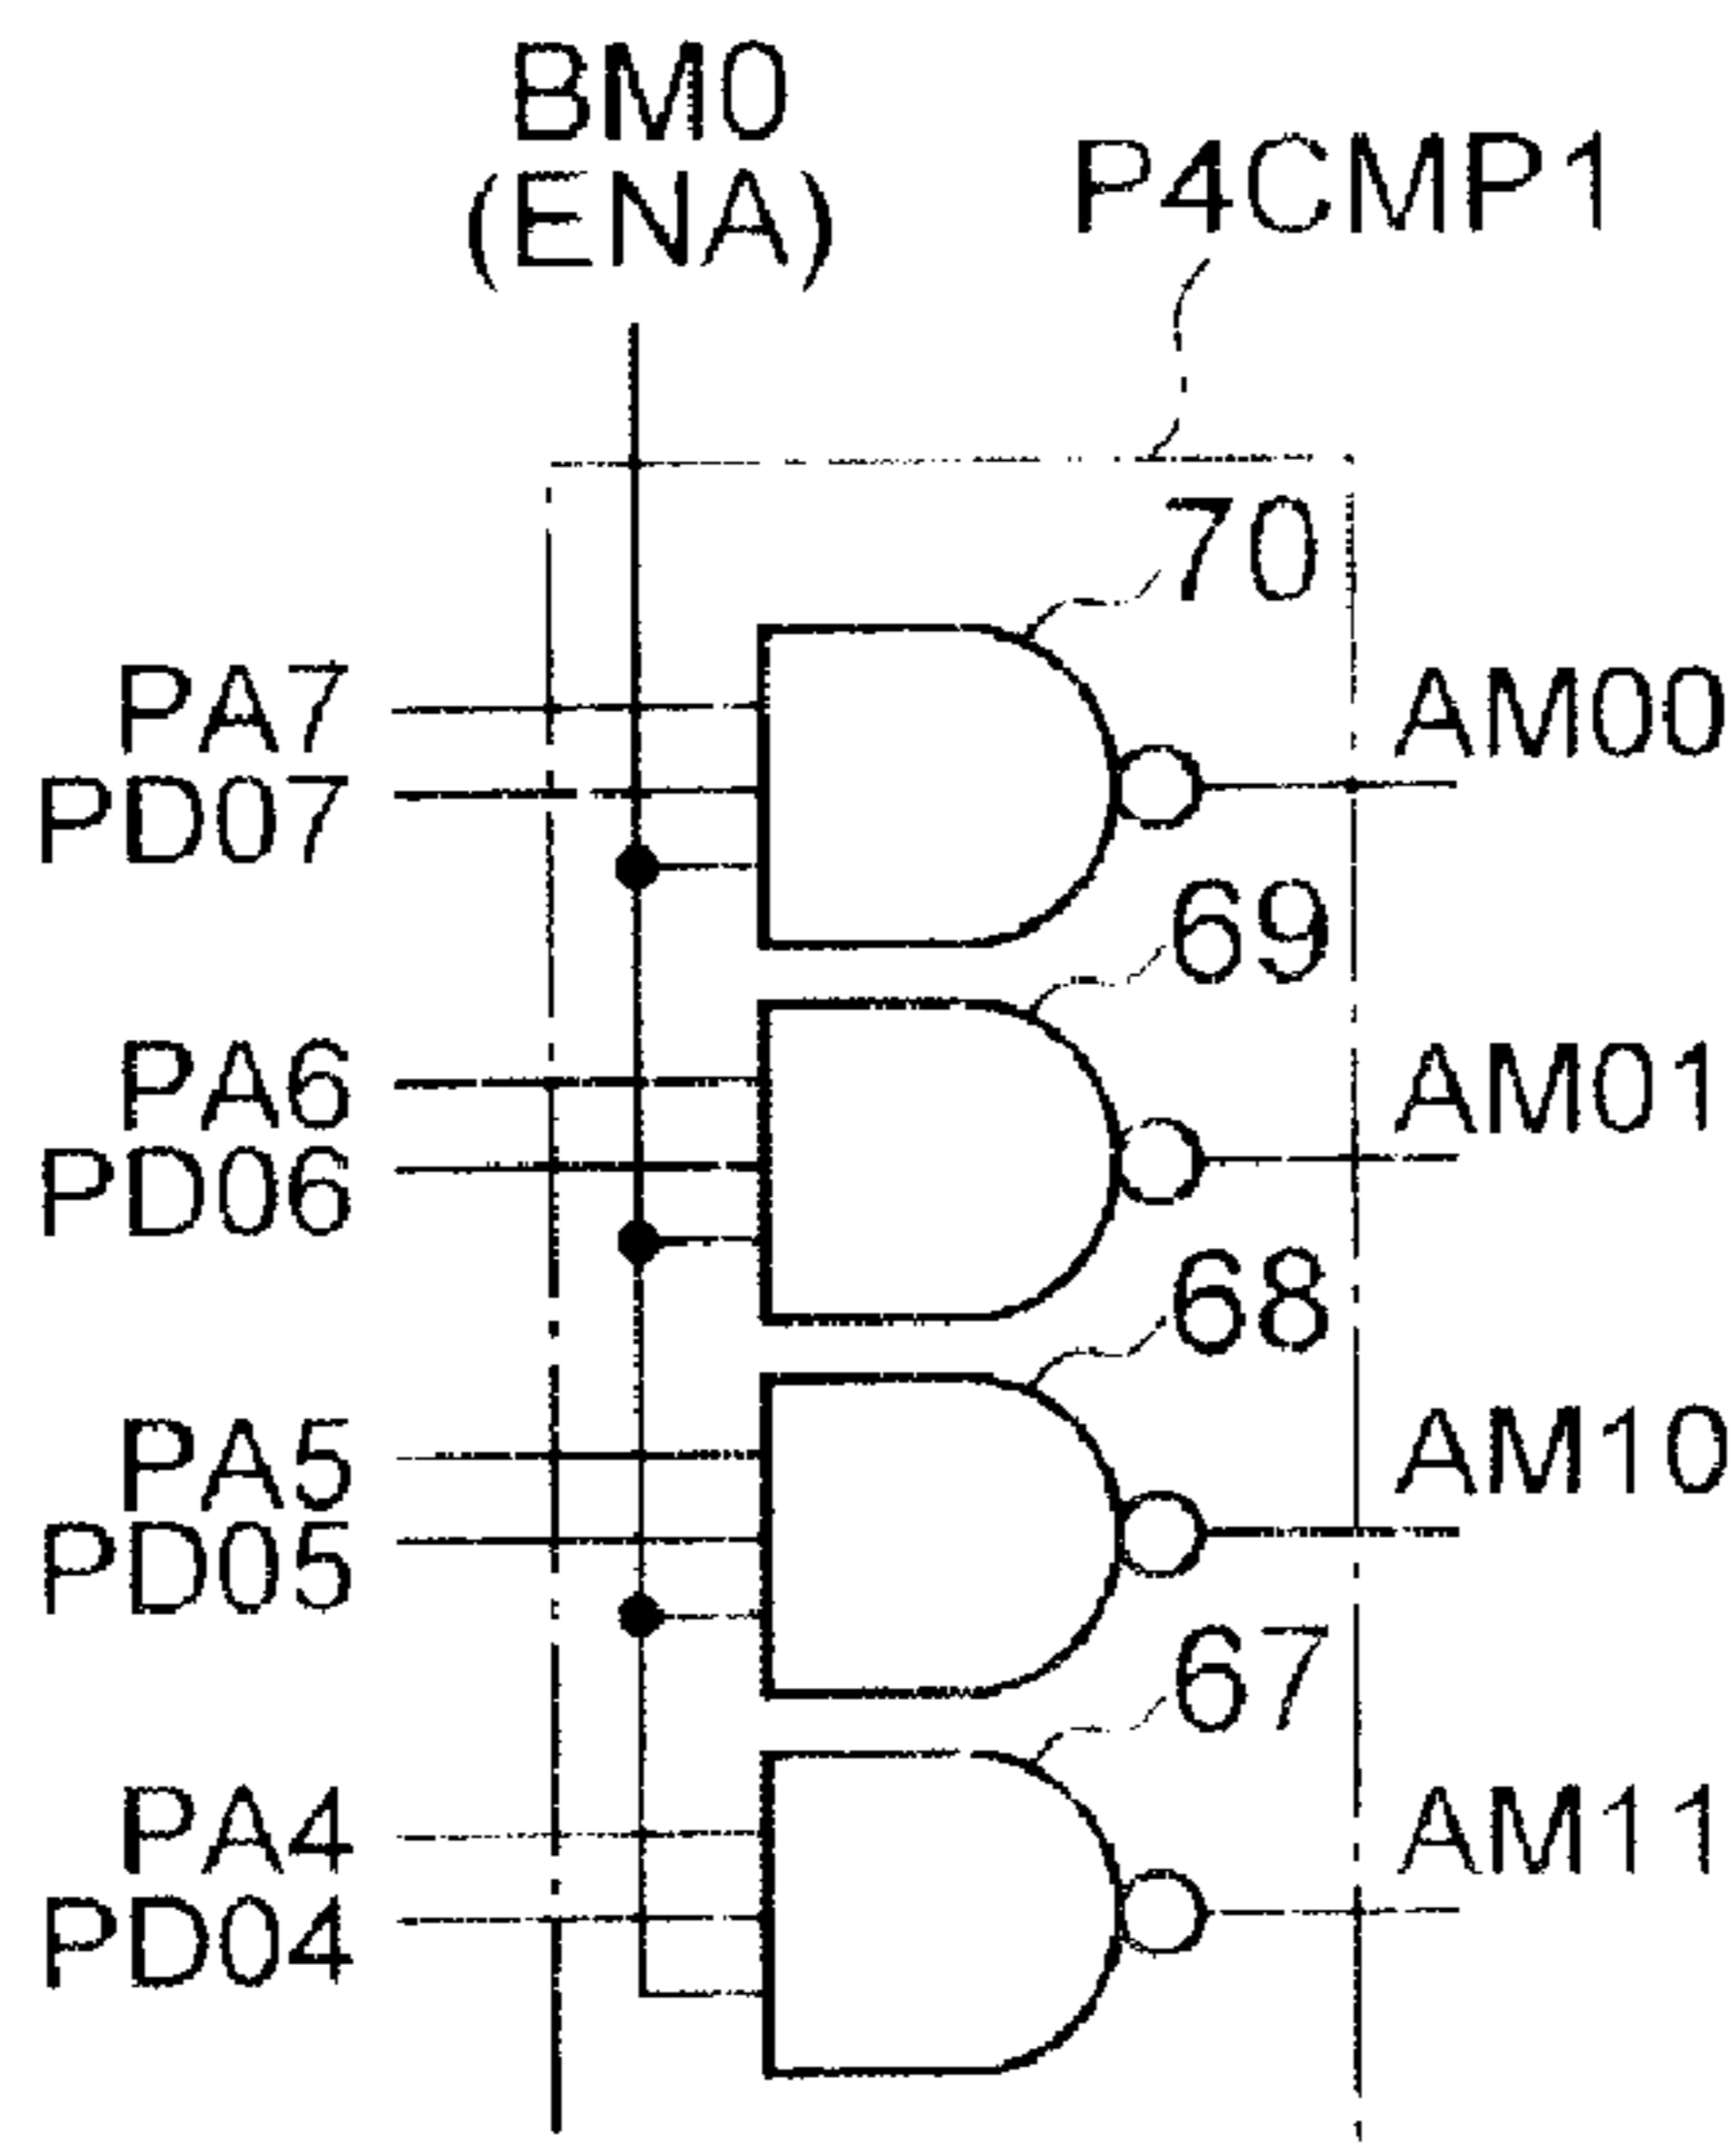 BM0
(ENA)
P4CMP1
70
PA7
PD07
AM00
69
PA6
PD06
AM01
68
PA5
PD05
AM10
67
PA4
PD04
AM11